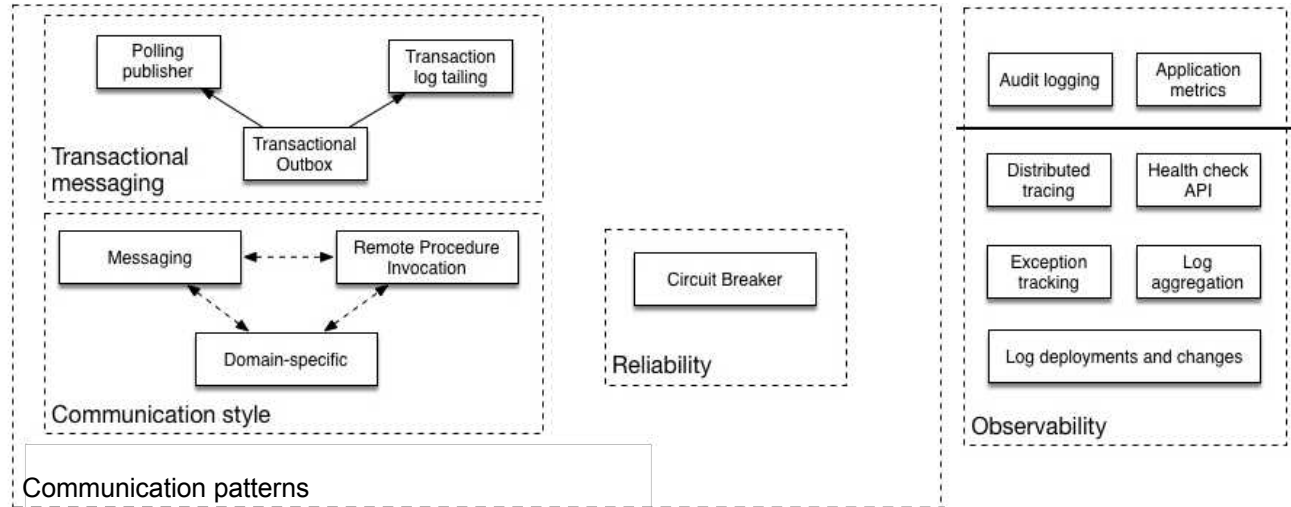 Polling
publisher
Transaction
log tailing
Transactional
Outbox
Transactional
messaging
Messaging
Remote Procedure
Invocation
Domain-specific
Communication style
Circuit Breaker
Reliability
Communication patterns
Audit logging
Application
metrics
Distributed
tracing
Health check
API
Exception
tracking
Log
aggregation
Log deployments and changes
Observability